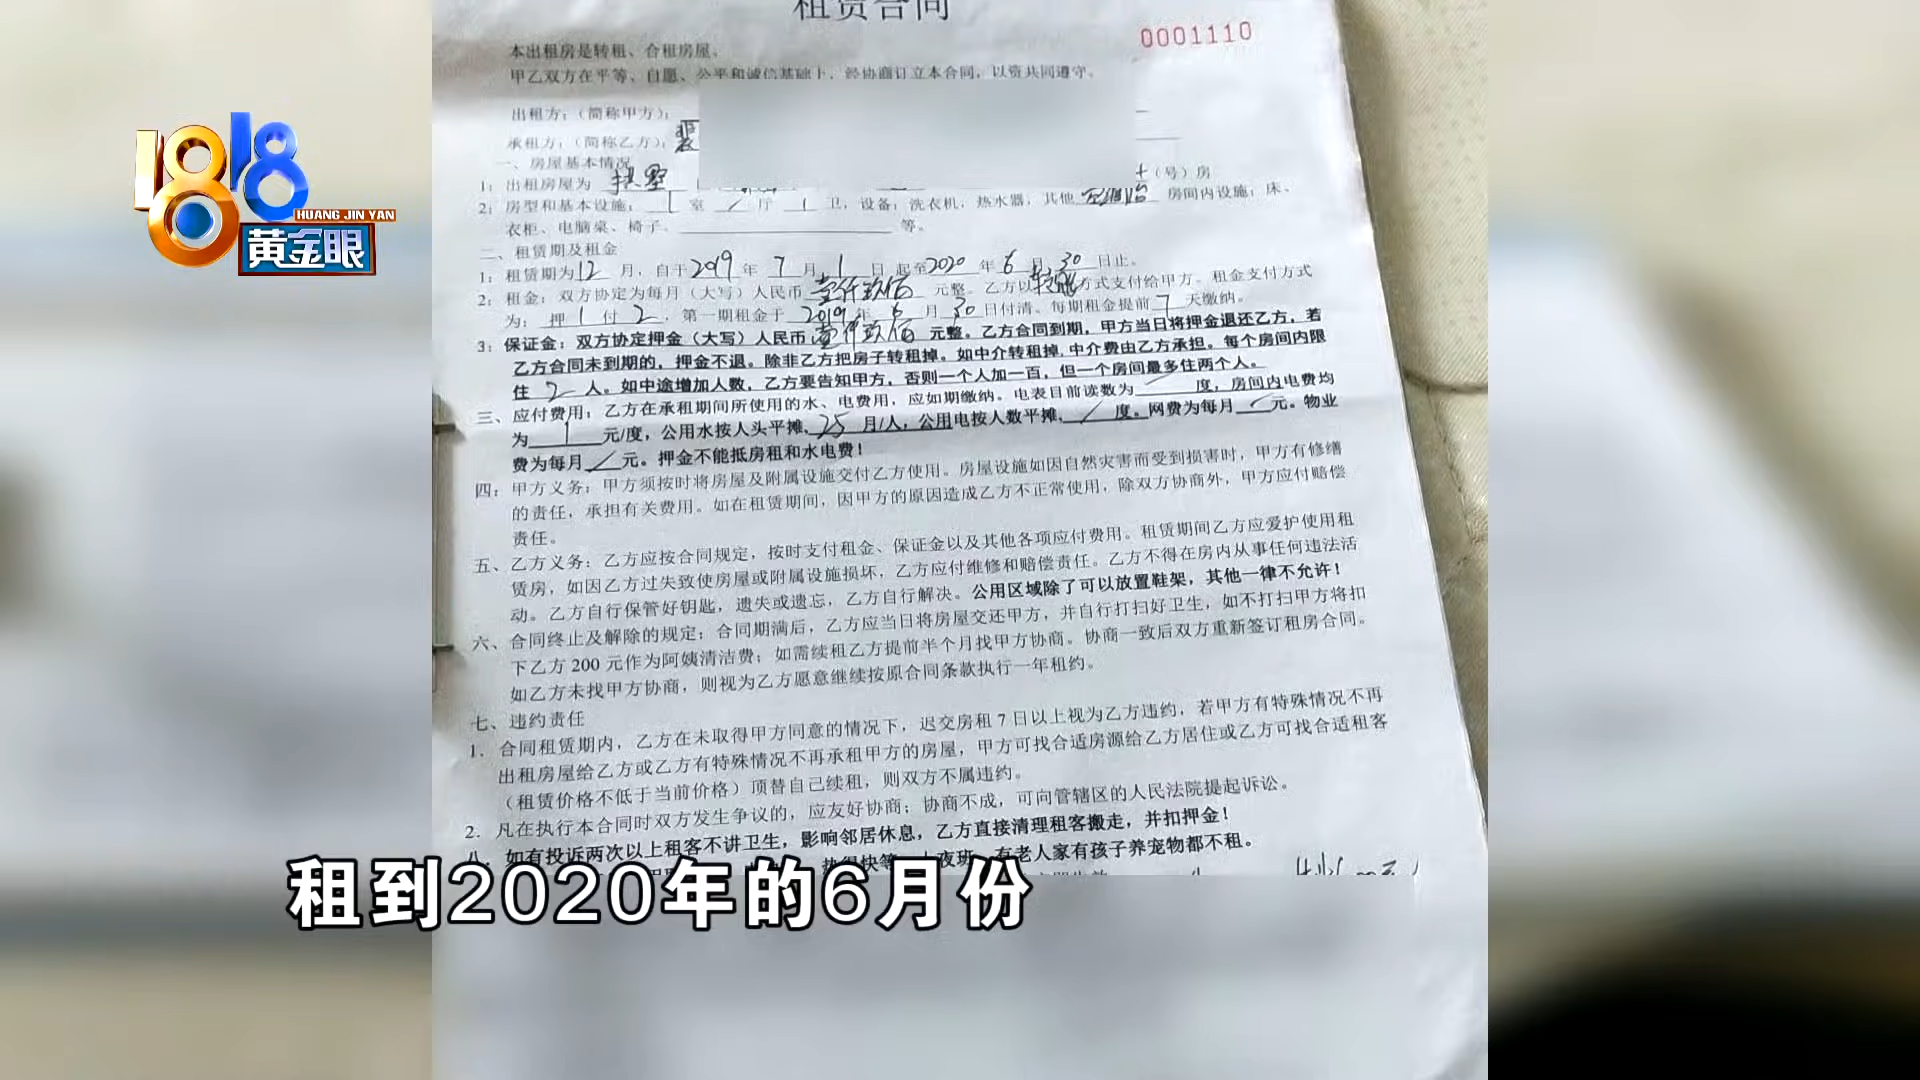 租赁合同
0001110
本出租房是转租、合租房屋。
甲乙双方在平等、自愿、公平和诚信基础上，经协商订立本合同，以资共同遵守。
出租方：（简称甲方）：
承租方：（简称乙方）：裴
一、房屋基本情况
1：出租房屋为 拱墅 （号）房
2：房型和基本设施： 1 室 / 厅 1 卫，设备：洗衣机，热水器，其他 房间内设施：床、
衣柜、电脑桌、椅子、 等。
二、租赁期及租金
1：租赁期为12 月，自于2019 年 7 月 1 日 起至2020 年 6 月 30 日止。
2：租金：双方协定为每月（大写）人民币 壹仟玖佰 元整。乙方以转账方式支付给甲方。租金支付方式
为： 押 1 付 2 ，第一期租金于 2019 年 6 月 30 日付清。每期租金提前 7 天缴纳。
3：保证金：双方协定押金（大写）人民币 壹仟玖佰 元整。乙方合同到期，甲方当日将押金退还乙方，若
乙方合同未到期的，押金不退。除非乙方把房子转租掉。如中介转租掉,中介费由乙方承担。每个房间内限
住 2 人。如中途增加人数，乙方要告知甲方，否则一个人加一百，但一个房间最多住两个人。
三、应付费用：乙方在承租期间所使用的水、电费用，应如期缴纳。电表目前读数为 度，房间内电费均
为 1 元/度，公用水按人头平摊，25 月/人，公用电按人数平摊， / 度。网费为每月 / 元。物业
费为每月 / 元。押金不能抵房租和水电费！
四：甲方义务：甲方须按时将房屋及附属设施交付乙方使用。房屋设施如因自然灾害而受到损害时，甲方有修缮
的责任，承担有关费用。如在租赁期间，因甲方的原因造成乙方不正常使用，除双方协商外，甲方应付赔偿
责任。
五、乙方义务：乙方应按合同规定，按时支付租金、保证金以及其他各项应付费用。租赁期间乙方应爱护使用租
赁房，如因乙方过失致使房屋或附属设施损坏，乙方应付维修和赔偿责任。乙方不得在房内从事任何违法活
动。乙方自行保管好钥匙，遗失或遗忘，乙方自行解决。公用区域除了可以放置鞋架，其他一律不允许！
六、合同终止及解除的规定：合同期满后，乙方应当日将房屋交还甲方，并自行打扫好卫生，如不打扫甲方将扣
下乙方 200 元作为阿姨清洁费；如需续租乙方提前半个月找甲方协商。协商一致后双方重新签订租房合同。
如乙方未找甲方协商，则视为乙方愿意继续按原合同条款执行一年租约。
七、违约责任
1. 合同租赁期内，乙方在未取得甲方同意的情况下，迟交房租 7 日以上视为乙方违约，若甲方有特殊情况不再
出租房屋给乙方或乙方有特殊情况不再承租甲方的房屋，甲方可找合适房源给乙方居住或乙方可找合适租客
（租赁价格不低于当前价格）顶替自己续租，则双方不属违约。
2. 凡在执行本合同时双方发生争议的，应友好协商；协商不成，可向管辖区的人民法院提起诉讼。
八. 如有投诉两次以上租客不讲卫生，影响邻居休息，乙方直接清理租客搬走，并扣押金！
热得快等 夜班 有老人家有孩子养宠物都不租。
1818
HUANG JIN YAN
黄金眼
租到2020年的6月份